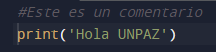 #Este es un comentario
print('Hola UNPAZ')